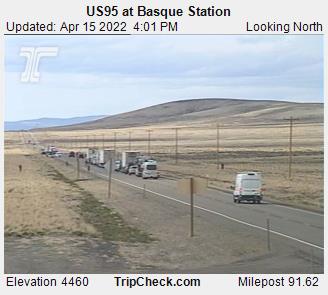 US95 at Basque Station
Updated: Apr 15 2022 4:01 PM Looking North
Elevation 4460 TripCheck.com Milepost 91.62